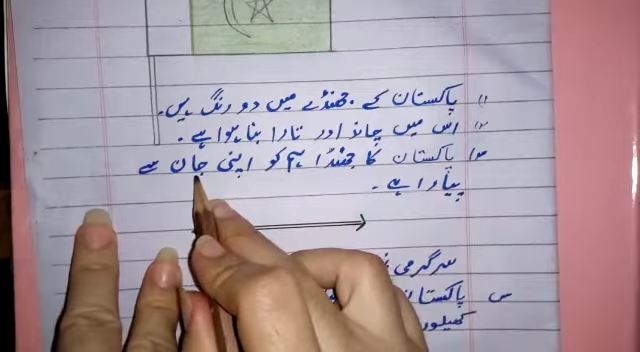 (۱) پاکستان کے جھنڈے میں دو رنگ ہیں۔
(۲) اس میں چاند اور تارا بنا ہوا ہے۔
(۳) پاکستان کا جھنڈا ہم کو اپنی جان سے
پیارا ہے۔
سرگرمی
س پاکستان
کھیلوں